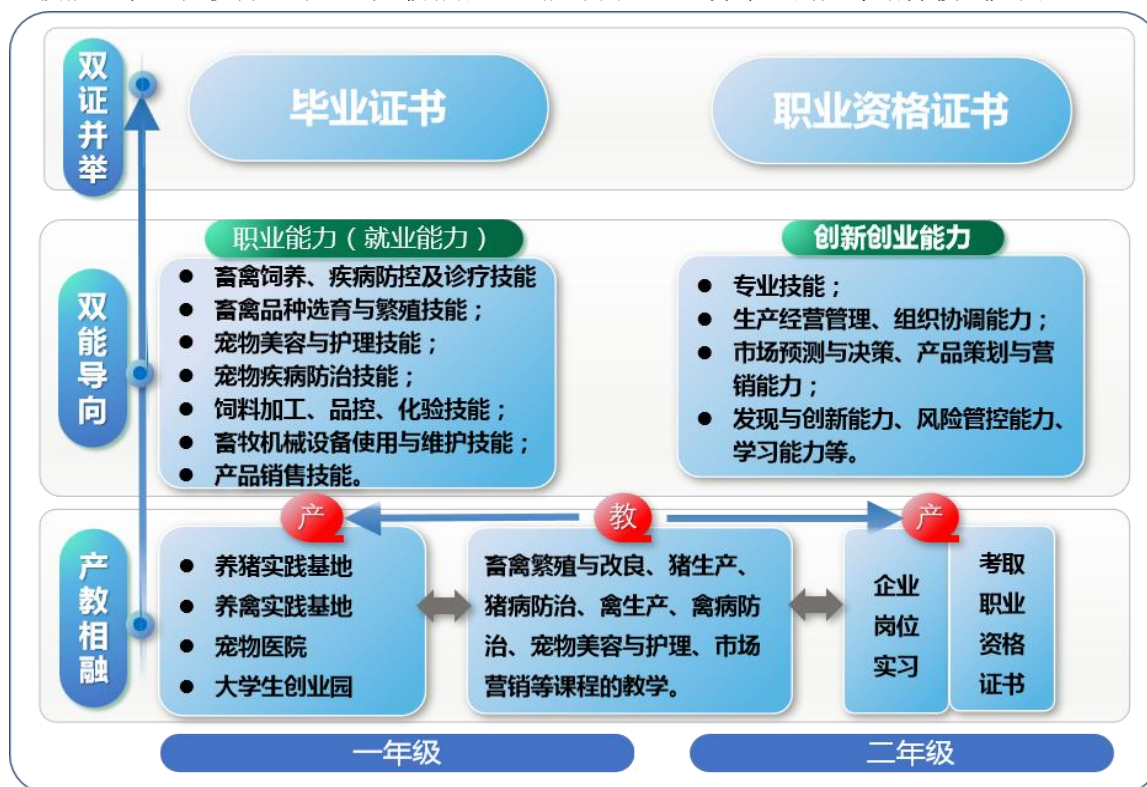 双证并举
毕业证书
职业资格证书
双能导向
职业能力（就业能力）
● 畜禽饲养、疾病防控及诊疗技能
● 畜禽品种选育与繁殖技能；
● 宠物美容与护理技能；
● 宠物疾病防治技能；
● 饲料加工、品控、化验技能；
● 畜牧机械设备使用与维护技能；
● 产品销售技能。
创新创业能力
● 专业技能；
● 生产经营管理、组织协调能力；
● 市场预测与决策、产品策划与营
销能力；
● 发现与创新能力、风险管控能力、
学习能力等。
产教相融
产
教
产
● 养猪实践基地
● 养禽实践基地
● 宠物医院
● 大学生创业园
畜禽繁殖与改良、猪生产、
猪病防治、禽生产、禽病防
治、宠物美容与护理、市场
营销等课程的教学。
企业
岗位
实习
考取
职业
资格
证书
一年级
二年级